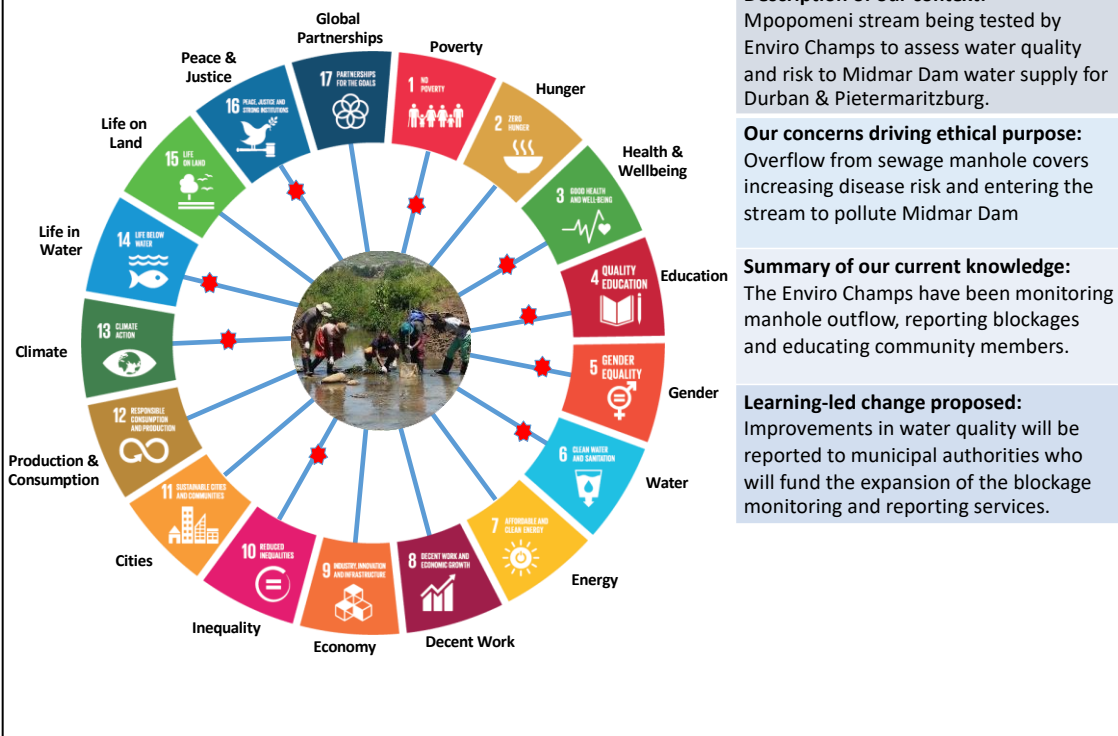 Global
Partnerships
Poverty
Hunger
Health &
Wellbeing
Education
Gender
Water
Energy
Decent Work
Economy
Inequality
Cities
Production &
Consumption
Climate
Life in
Water
Life on
Land
Peace &
Justice
17 PARTNERSHIPS
FOR THE GOALS
1 NO
POVERTY
2 ZERO
HUNGER
3 GOOD HEALTH
AND WELL-BEING
4 QUALITY
EDUCATION
5 GENDER
EQUALITY
6 CLEAN WATER
AND SANITATION
7 AFFORDABLE AND
CLEAN ENERGY
8 DECENT WORK AND
ECONOMIC GROWTH
9 INDUSTRY, INNOVATION
AND INFRASTRUCTURE
10 REDUCED
INEQUALITIES
11 SUSTAINABLE CITIES
AND COMMUNITIES
12 RESPONSIBLE
CONSUMPTION
AND PRODUCTION
13 CLIMATE
ACTION
14 LIFE BELOW
WATER
15 LIFE
ON LAND
16 PEACE, JUSTICE AND
STRONG INSTITUTIONS
Description of our context:
Mpopomeni stream being tested by
Enviro Champs to assess water quality
and risk to Midmar Dam water supply for
Durban & Pietermaritzburg.
Our concerns driving ethical purpose:
Overflow from sewage manhole covers
increasing disease risk and entering the
stream to pollute Midmar Dam
Summary of our current knowledge:
The Enviro Champs have been monitoring
manhole outflow, reporting blockages
and educating community members.
Learning-led change proposed:
Improvements in water quality will be
reported to municipal authorities who
will fund the expansion of the blockage
monitoring and reporting services.